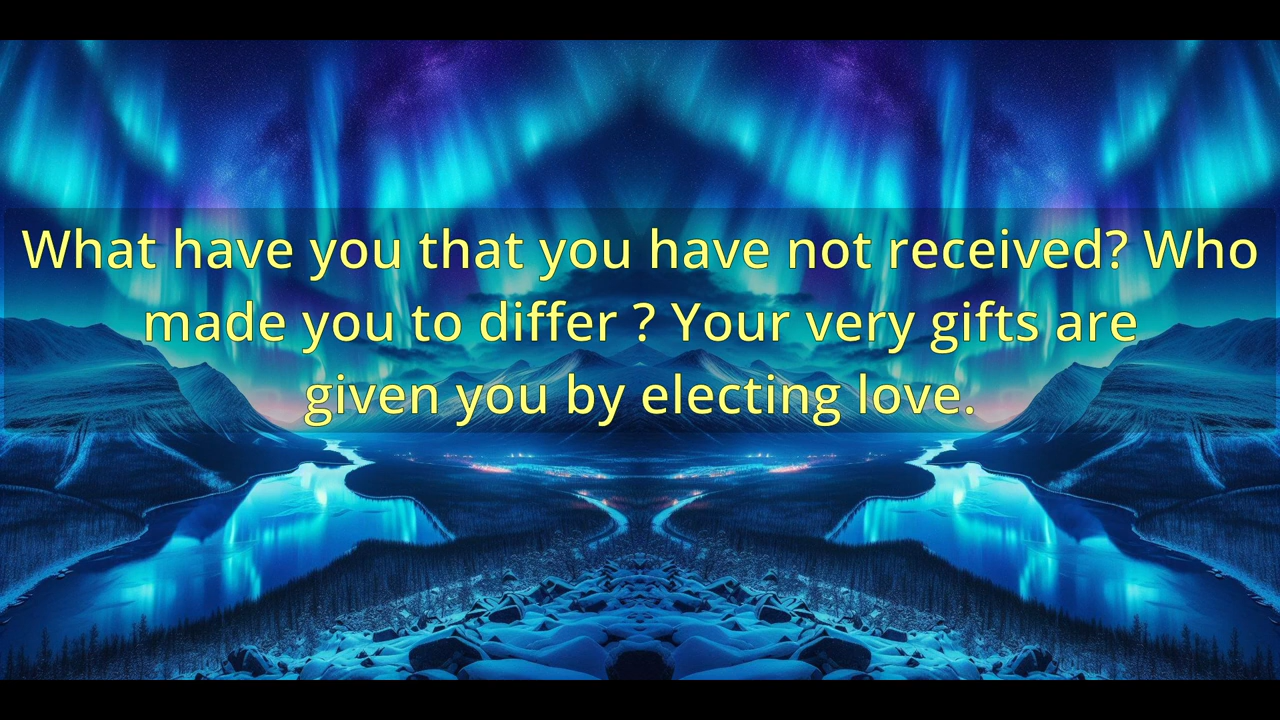 What have you that you have not received? Who
made you to differ ? Your very gifts are
given you by electing love.